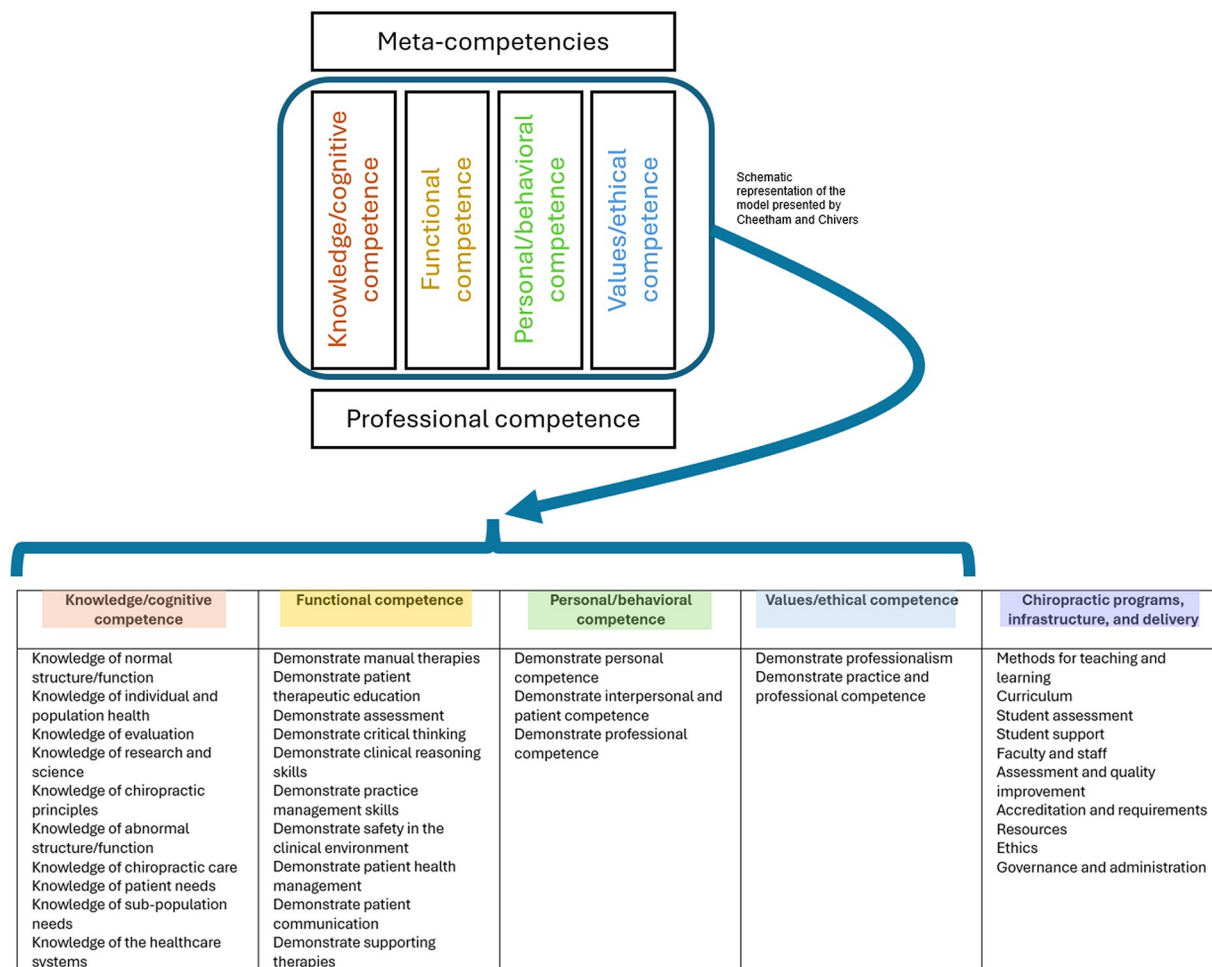 Meta-competencies
Knowledge/cognitive
competence
Functional
competence
Personal/behavioral
competence
Values/ethical
competence
Schematic
representation of the
model presented by
Cheetham and Chivers
Professional competence
Knowledge/cognitive
competence
Knowledge of normal
structure/function
Knowledge of individual and
population health
Knowledge of evaluation
Knowledge of research and
science
Knowledge of chiropractic
principles
Knowledge of abnormal
structure/function
Knowledge of chiropractic care
Knowledge of patient needs
Knowledge of sub-population
needs
Knowledge of the healthcare
systems
Functional competence
Demonstrate manual therapies
Demonstrate patient
therapeutic education
Demonstrate assessment
Demonstrate critical thinking
Demonstrate clinical reasoning
skills
Demonstrate practice
management skills
Demonstrate safety in the
clinical environment
Demonstrate patient health
management
Demonstrate patient
communication
Demonstrate supporting
therapies
Personal/behavioral
competence
Demonstrate personal
competence
Demonstrate interpersonal and
patient competence
Demonstrate professional
competence
Values/ethical competence
Demonstrate professionalism
Demonstrate practice and
professional competence
Chiropractic programs,
infrastructure, and delivery
Methods for teaching and
learning
Curriculum
Student assessment
Student support
Faculty and staff
Assessment and quality
improvement
Accreditation and requirements
Resources
Ethics
Governance and administration